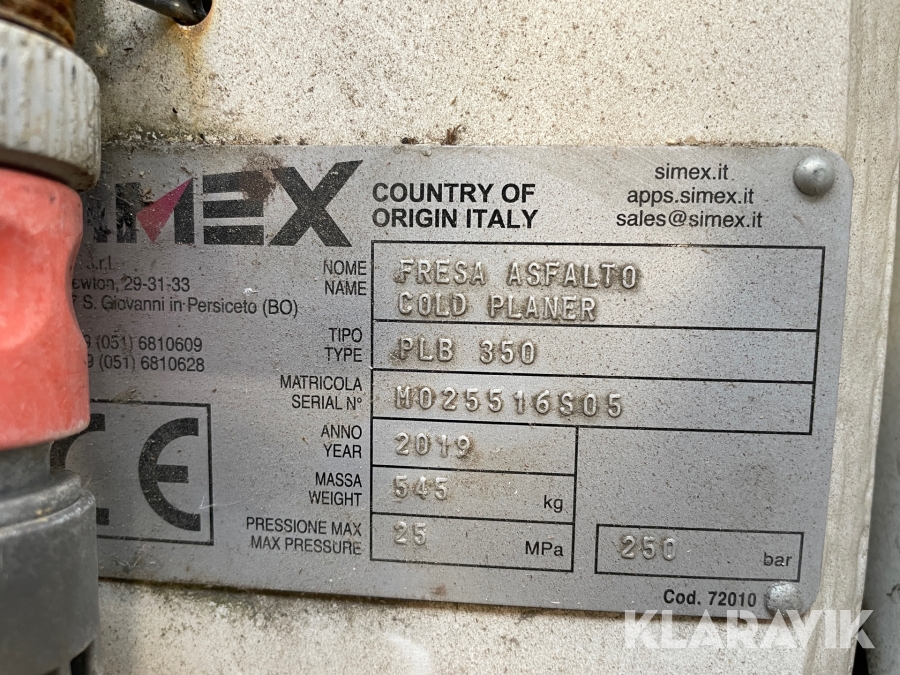 SIMEX
COUNTRY OF
ORIGIN ITALY
simex.it
apps.simex.it
sales@simex.it
s.r.l.
29-31-33
S. Giovanni in Persiceto (BO)
(051) 6810609
(051) 6810628
NOME
NAME
FRESA ASFALTO
COLD PLANER
TIPO
TYPE
PLB 350
MATRICOLA
SERIAL N°
M025516S05
ANNO
YEAR
2019
MASSA
WEIGHT
545 kg
PRESSIONE MAX
MAX PRESSURE
25 MPa
250 bar
CE
Cod. 72010
KLARAVIK